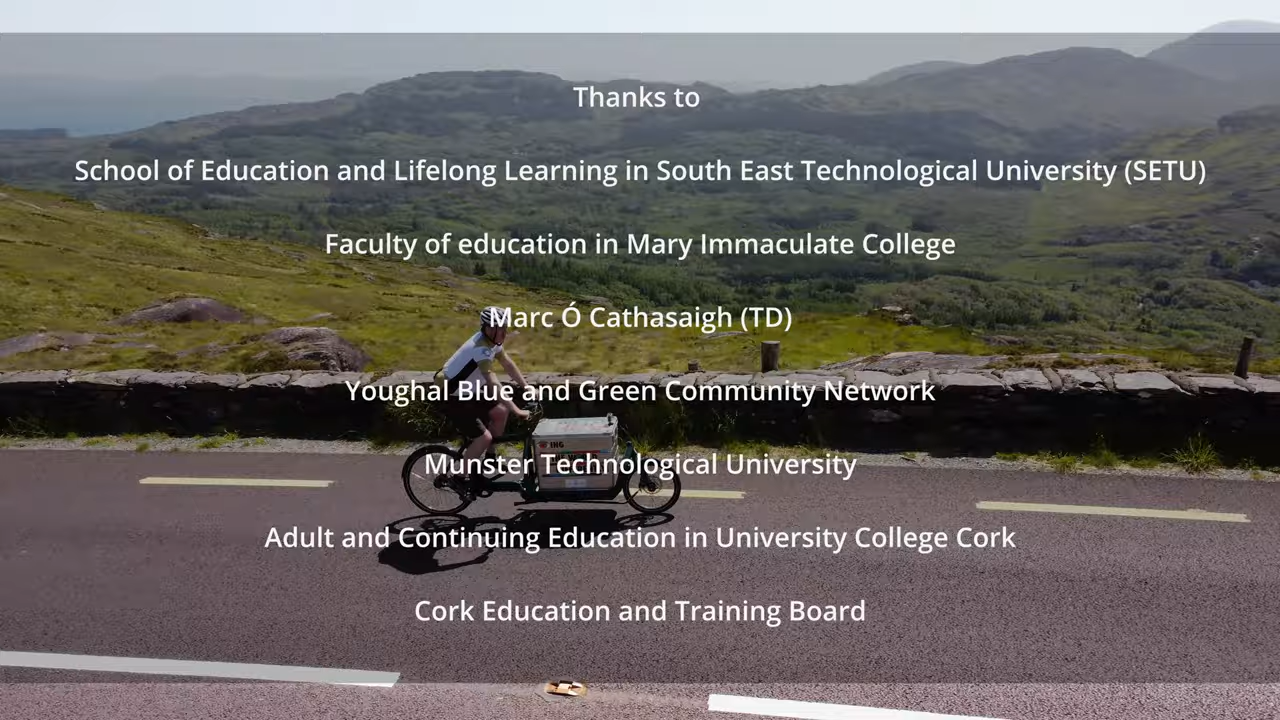 Thanks to
School of Education and Lifelong Learning in South East Technological University (SETU)
Faculty of education in Mary Immaculate College
Marc Ó Cathasaigh (TD)
Youghal Blue and Green Community Network
Munster Technological University
Adult and Continuing Education in University College Cork
Cork Education and Training Board